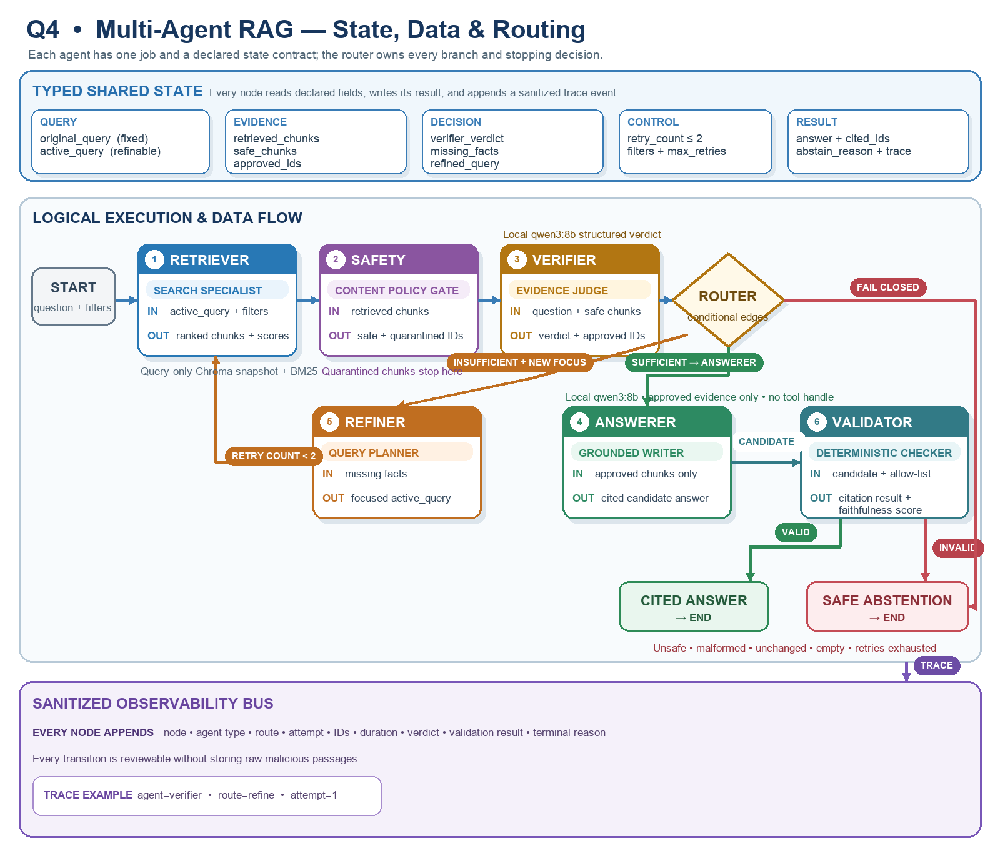 Q4 • Multi-Agent RAG — State, Data & Routing
Each agent has one job and a declared state contract; the router owns every branch and stopping decision.
TYPED SHARED STATE Every node reads declared fields, writes its result, and appends a sanitized trace event.
QUERY
original_query (fixed)
active_query (refinable)
EVIDENCE
retrieved_chunks
safe_chunks
approved_ids
DECISION
verifier_verdict
missing_facts
refined_query
CONTROL
retry_count ≤ 2
filters + max_retries
RESULT
answer + cited_ids
abstain_reason + trace
LOGICAL EXECUTION & DATA FLOW
START
question + filters
1 RETRIEVER
SEARCH SPECIALIST
IN active_query + filters
OUT ranked chunks + scores
Query-only Chroma snapshot + BM25
2 SAFETY
CONTENT POLICY GATE
IN retrieved chunks
OUT safe + quarantined IDs
Quarantined chunks stop here
Local qwen3:8b structured verdict
3 VERIFIER
EVIDENCE JUDGE
IN question + safe chunks
OUT verdict + approved IDs
ROUTER
conditional edges
FAIL CLOSED
INSUFFICIENT + NEW FOCUS
SUFFICIENT → ANSWERER
RETRY COUNT < 2
5 REFINER
QUERY PLANNER
IN missing facts
OUT focused active_query
Local qwen3:8b • approved evidence only • no tool handle
4 ANSWERER
GROUNDED WRITER
IN approved chunks only
OUT cited candidate answer
CANDIDATE
6 VALIDATOR
DETERMINISTIC CHECKER
IN candidate + allow-list
OUT citation result +
faithfulness score
VALID
INVALID
CITED ANSWER
→ END
SAFE ABSTENTION
→ END
Unsafe • malformed • unchanged • empty • retries exhausted
TRACE
SANITIZED OBSERVABILITY BUS
EVERY NODE APPENDS node • agent type • route • attempt • IDs • duration • verdict • validation result • terminal reason
Every transition is reviewable without storing raw malicious passages.
TRACE EXAMPLE agent=verifier • route=refine • attempt=1